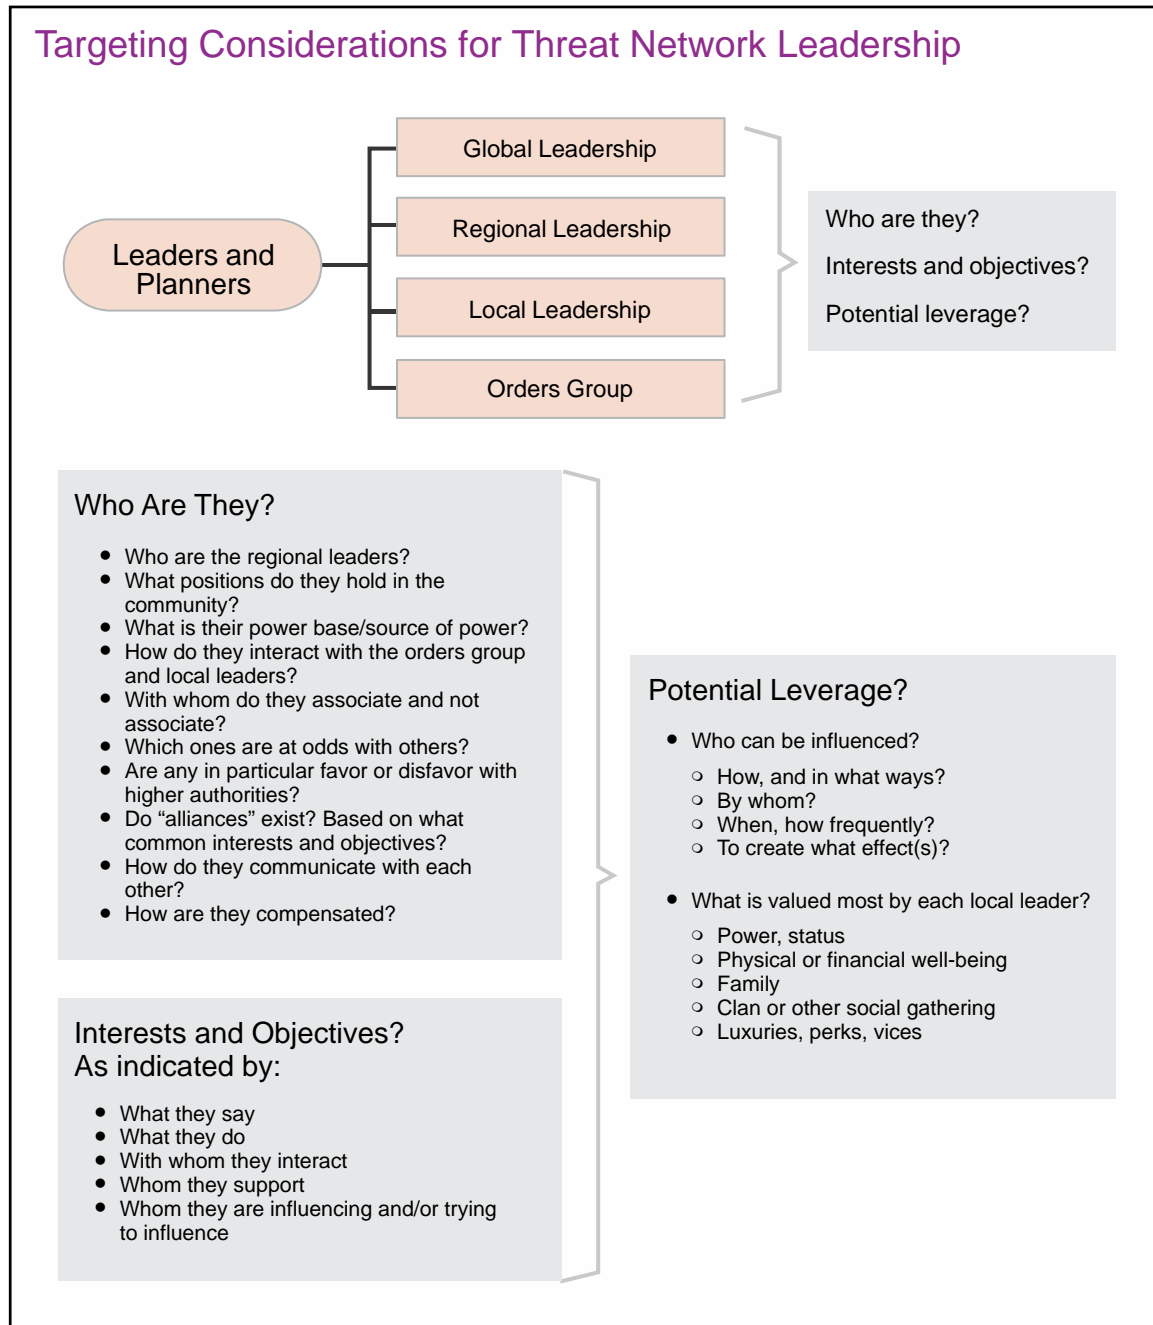 Targeting Considerations for Threat Network Leadership
Leaders and
Planners
Global Leadership
Regional Leadership
Local Leadership
Orders Group
Who are they?
Interests and objectives?
Potential leverage?
Who Are They?
• Who are the regional leaders?
• What positions do they hold in the
community?
• What is their power base/source of power?
• How do they interact with the orders group
and local leaders?
• With whom do they associate and not
associate?
• Which ones are at odds with others?
• Are any in particular favor or disfavor with
higher authorities?
• Do “alliances” exist? Based on what
common interests and objectives?
• How do they communicate with each
other?
• How are they compensated?
Interests and Objectives?
As indicated by:
• What they say
• What they do
• With whom they interact
• Whom they support
• Whom they are influencing and/or trying
to influence
Potential Leverage?
• Who can be influenced?
○ How, and in what ways?
○ By whom?
○ When, how frequently?
○ To create what effect(s)?
• What is valued most by each local leader?
○ Power, status
○ Physical or financial well-being
○ Family
○ Clan or other social gathering
○ Luxuries, perks, vices